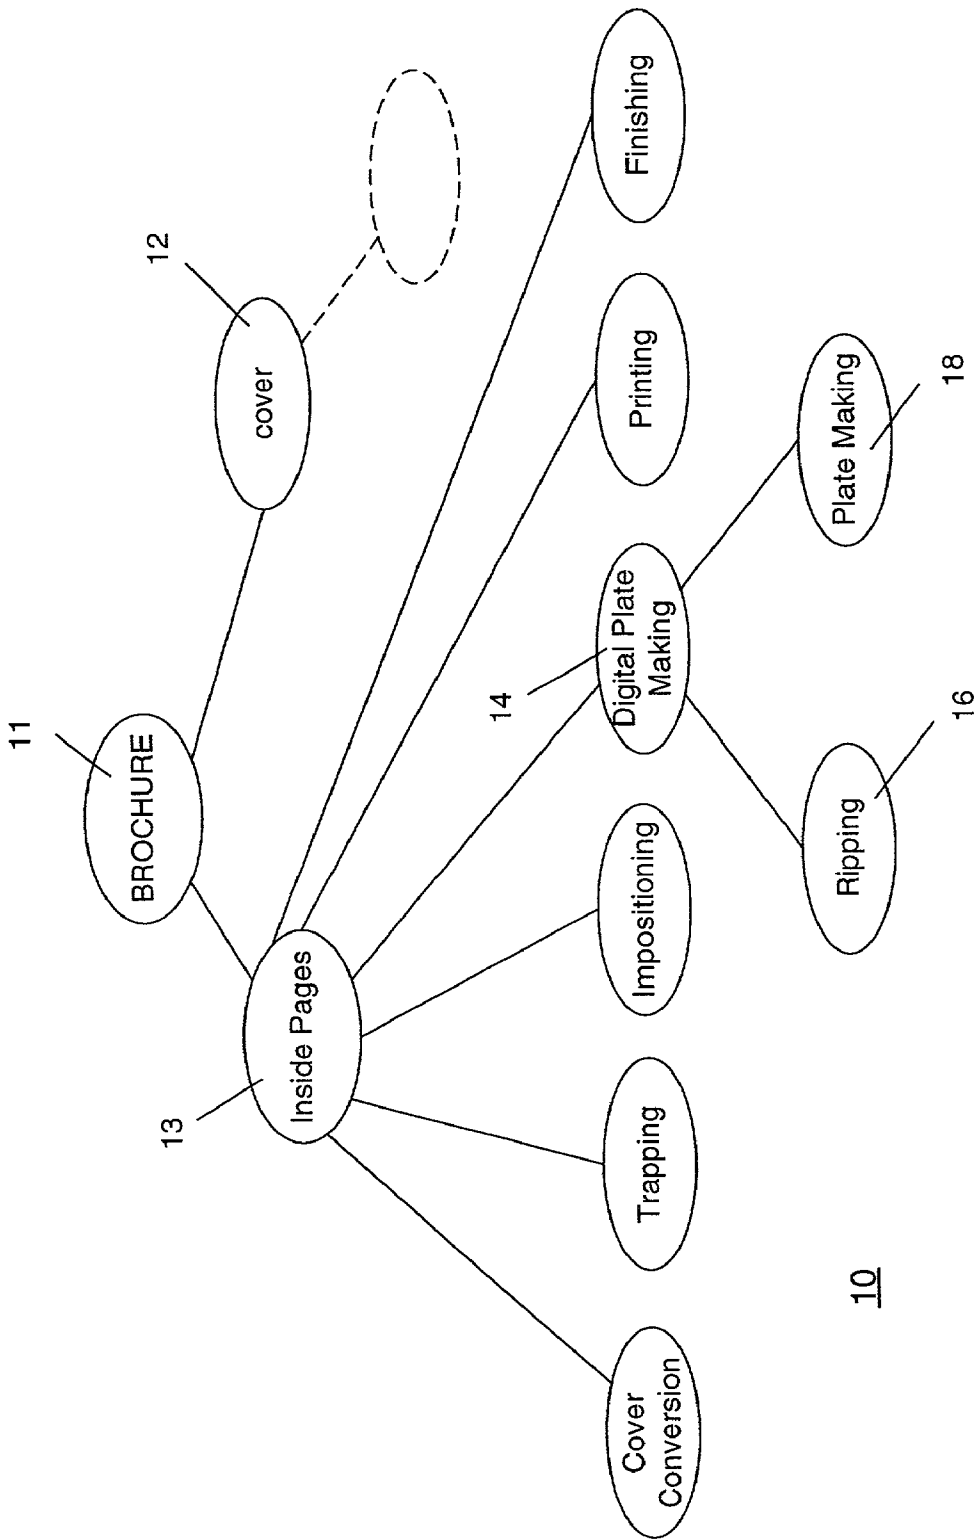 11
BROCHURE
12
cover
13
Inside Pages
14
Cover
Conversion
Trapping
Impositioning
Digital Plate
Making
Printing
Finishing
Ripping
16
Plate Making
18
10